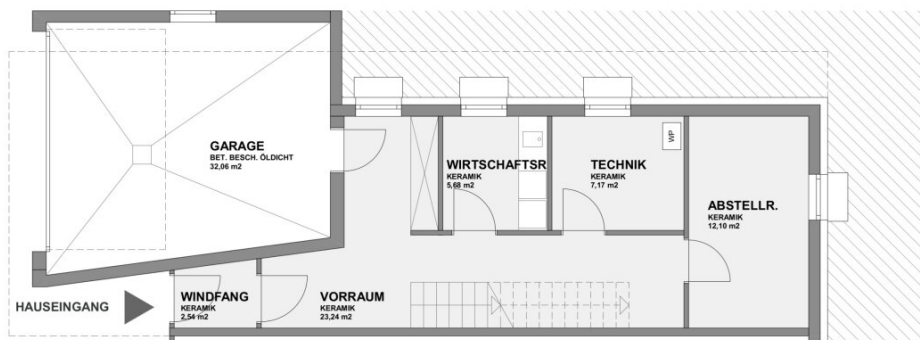 GARAGE
BET. BESCH. ÖLDICHT
32,06 m2
WIRTSCHAFTSR
KERAMIK
5,68 m2
TECHNIK
KERAMIK
7,17 m2
WP
ABSTELLR.
KERAMIK
12,10 m2
HAUSEINGANG
WINDFANG
KERAMIK
2,54 m2
VORRAUM
KERAMIK
23,24 m2